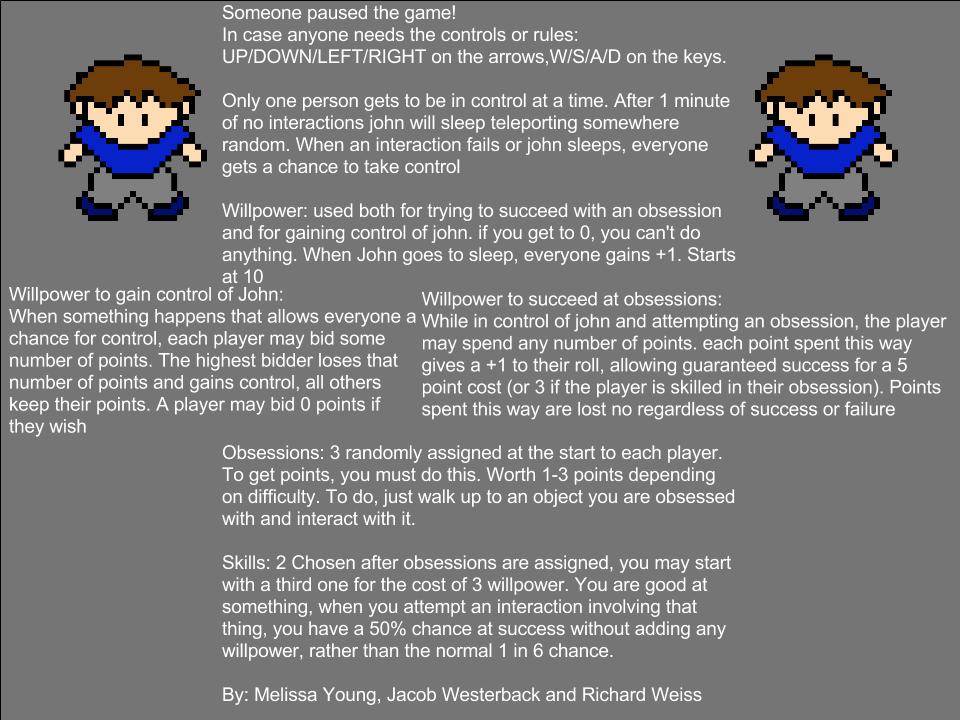 Someone paused the game!
In case anyone needs the controls or rules:
UP/DOWN/LEFT/RIGHT on the arrows,W/S/A/D on the keys.
Only one person gets to be in control at a time. After 1 minute
of no interactions john will sleep teleporting somewhere
random. When an interaction fails or john sleeps, everyone
gets a chance to take control
Willpower: used both for trying to succeed with an obsession
and for gaining control of john. if you get to 0, you can't do
anything. When John goes to sleep, everyone gains +1. Starts
at 10
Willpower to gain control of John:
When something happens that allows everyone a
chance for control, each player may bid some
number of points. The highest bidder loses that
number of points and gains control, all others
keep their points. A player may bid 0 points if
they wish
Willpower to succeed at obsessions:
While in control of john and attempting an obsession, the player
may spend any number of points. each point spent this way
gives a +1 to their roll, allowing guaranteed success for a 5
point cost (or 3 if the player is skilled in their obsession). Points
spent this way are lost no regardless of success or failure
Obsessions: 3 randomly assigned at the start to each player.
To get points, you must do this. Worth 1-3 points depending
on difficulty. To do, just walk up to an object you are obsessed
with and interact with it.
Skills: 2 Chosen after obsessions are assigned, you may start
with a third one for the cost of 3 willpower. You are good at
something, when you attempt an interaction involving that
thing, you have a 50% chance at success without adding any
willpower, rather than the normal 1 in 6 chance.
By: Melissa Young, Jacob Westerback and Richard Weiss